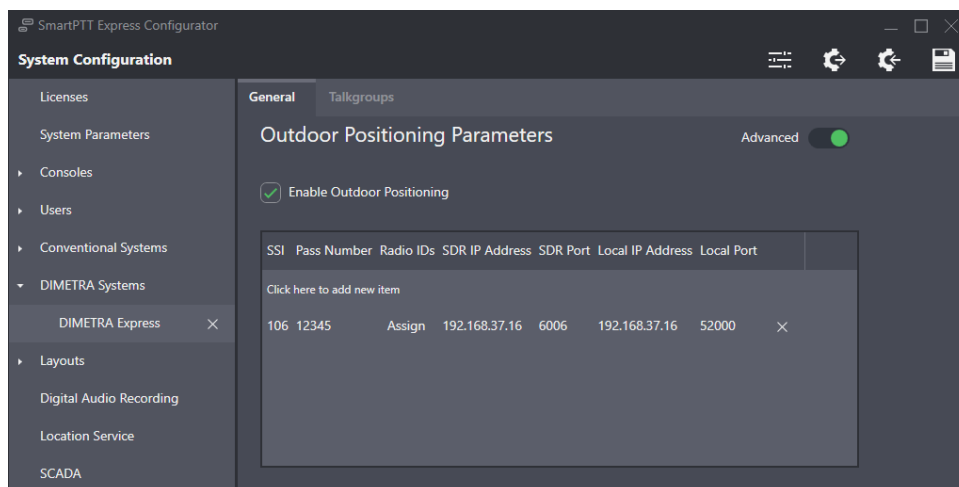 SmartPTT Express Configurator
System Configuration
Licenses
System Parameters
Consoles
Users
Conventional Systems
DIMETRA Systems
DIMETRA Express
Layouts
Digital Audio Recording
Location Service
SCADA
General Talkgroups
Outdoor Positioning Parameters Advanced
Enable Outdoor Positioning
SSI Pass Number Radio IDs SDR IP Address SDR Port Local IP Address Local Port
Click here to add new item
106 12345 Assign 192.168.37.16 6006 192.168.37.16 52000